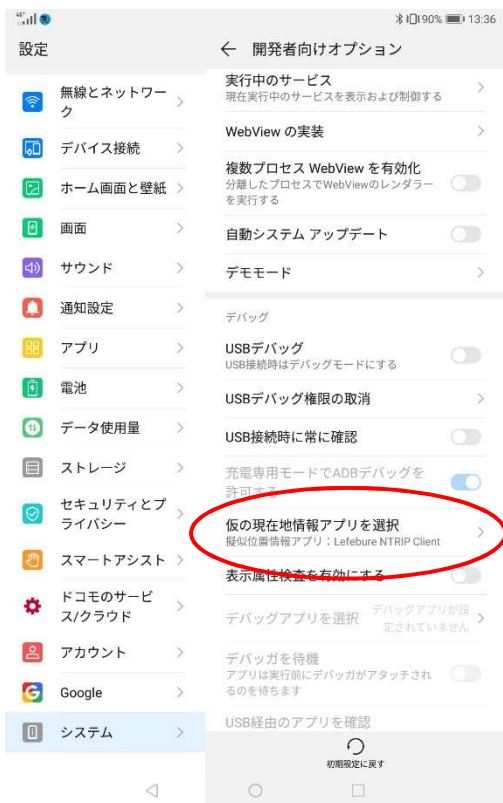 46°
90%
13:36
設定
無線とネットワー
ク
デバイス接続
ホーム画面と壁紙
画面
サウンド
通知設定
アプリ
電池
データ使用量
ストレージ
セキュリティとプ
ライバシー
スマートアシスト
ドコモのサービ
ス/クラウド
アカウント
Google
システム
← 開発者向けオプション
実行中のサービス
現在実行中のサービスを表示および制御する
WebView の実装
複数プロセス WebView を有効化
分離したプロセスでWebViewのレンダラー
を実行する
自動システム アップデート
デモモード
デバッグ
USBデバッグ
USB接続時はデバッグモードにする
USBデバッグ権限の取消
USB接続時に常に確認
充電専用モードでADBデバッグを
許可する
仮の現在地情報アプリを選択
擬似位置情報アプリ：Lefebure NTRIP Client
表示属性検査を有効にする
デバッグアプリを選択
デバッグアプリが設
定されていません
デバッガを待機
アプリは実行前にデバッガがアタッチされ
るのを待ちます
USB経由のアプリを確認
初期設定に戻す